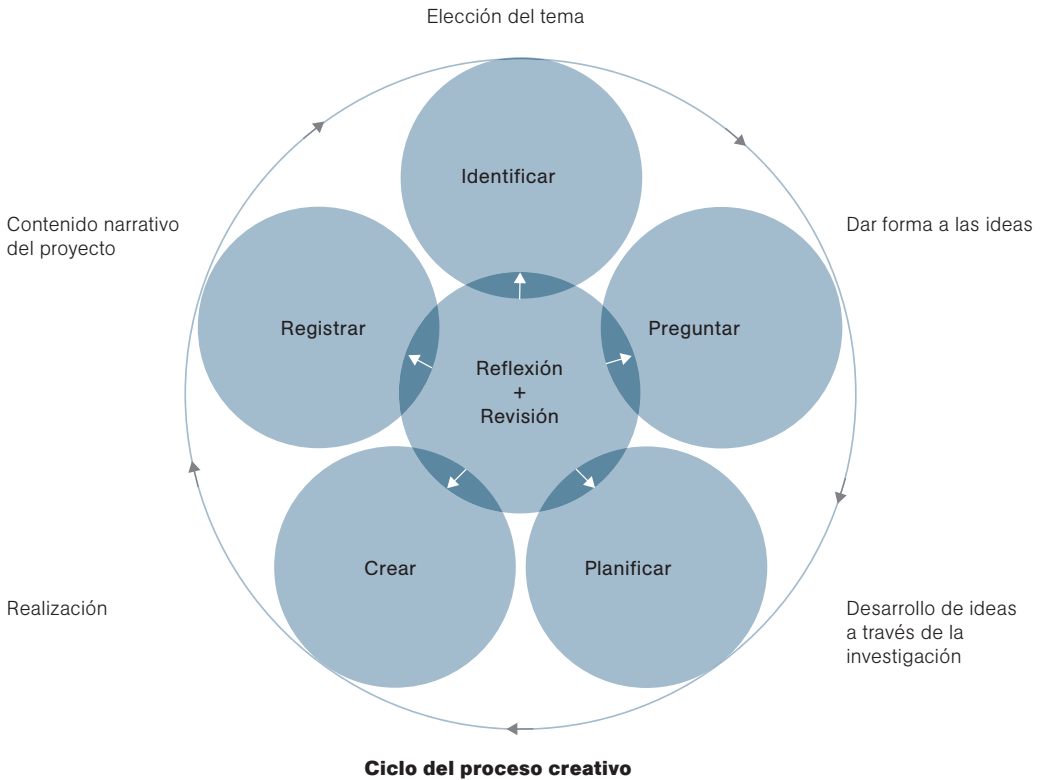 Elección del tema
Identificar
Contenido narrativo
del proyecto
Dar forma a las ideas
Registrar
Preguntar
Reflexión
+
Revisión
Crear
Planificar
Realización
Desarrollo de ideas
a través de la
investigación
Ciclo del proceso creativo